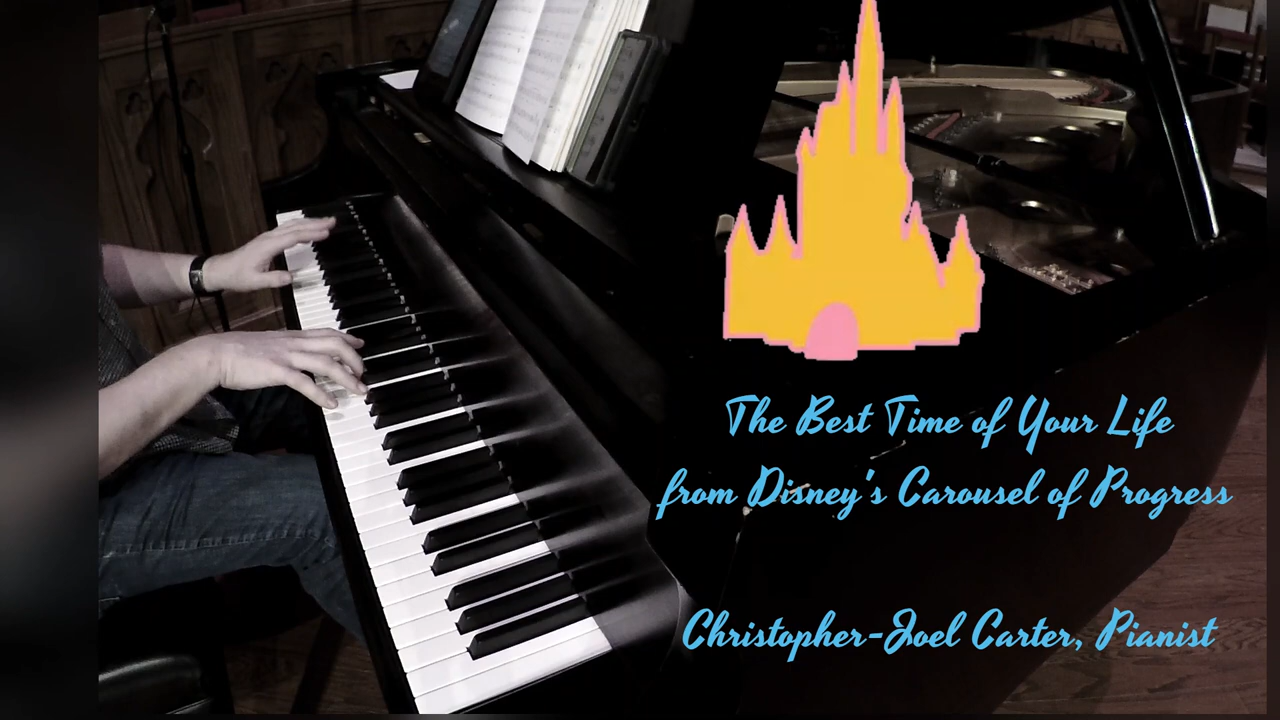 The Best Time of Your Life
from Disney's Carousel of Progress
Christopher-Joel Carter, Pianist